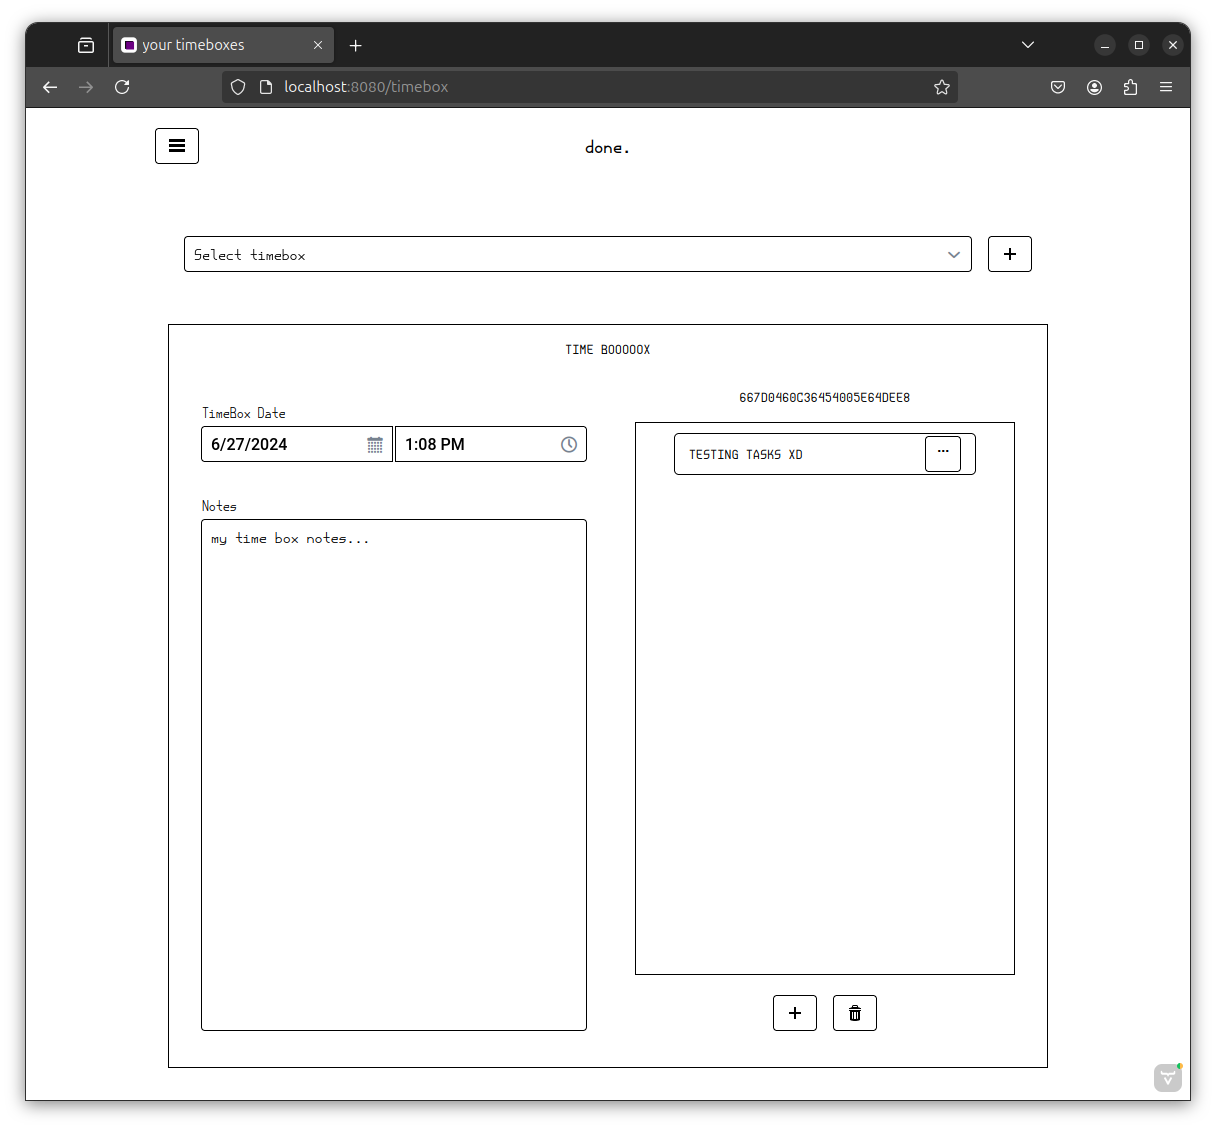 your timeboxes
localhost:8080/timebox
done.
Select timebox
TIME BOOOOOX
667D0460C36454005E64DEE8
TimeBox Date
6/27/2024
1:08 PM
TESTING TASKS XD
...
Notes
my time box notes...